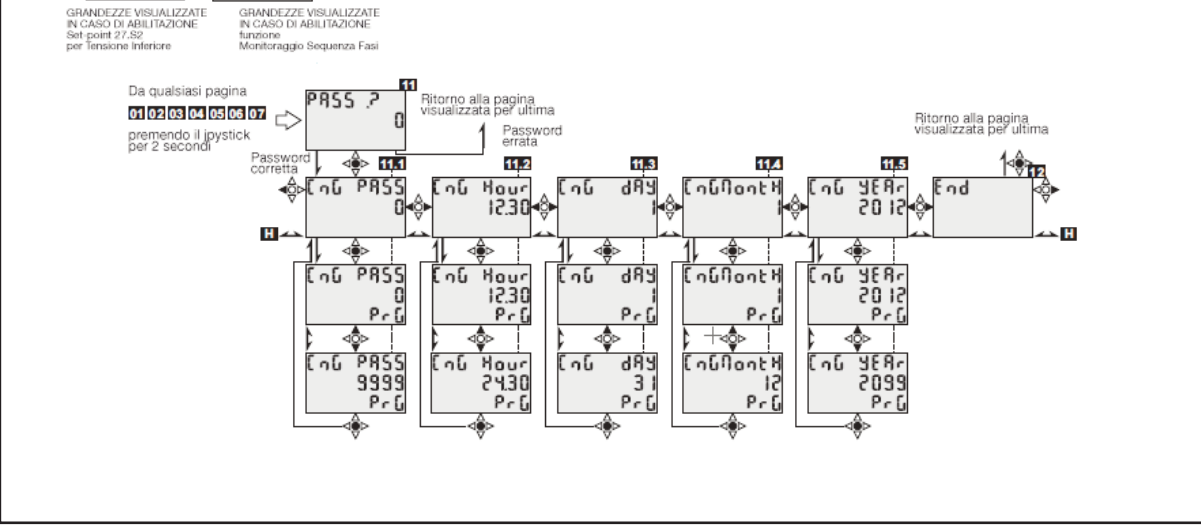 GRANDEZZE VISUALIZZATE
IN CASO DI ABILITAZIONE
Set-point 27.S2
per Tensione Inferiore
GRANDEZZE VISUALIZZATE
IN CASO DI ABILITAZIONE
funzione
Monitoraggio Sequenza Fasi
Da qualsiasi pagina
01 02 03 04 05 06 07
premendo il joystick
per 2 secondi
11
PASS .?
0
Ritorno alla pagina
visualizzata per ultima
Password
errata
Password
corretta
Ritorno alla pagina
visualizzata per ultima
11.1
CnG PASS
0
11.2
CnG Hour
12.30
11.3
CnG dAY
1
11.4
CnGMontH
1
11.5
CnG YEAr
2012
12
End
H
H
CnG PASS
0
PrG
CnG Hour
12.30
PrG
CnG dAY
1
PrG
CnGMontH
1
PrG
CnG YEAr
2012
PrG
CnG PASS
9999
PrG
CnG Hour
24.30
PrG
CnG dAY
31
PrG
CnGMontH
12
PrG
CnG YEAr
2099
PrG